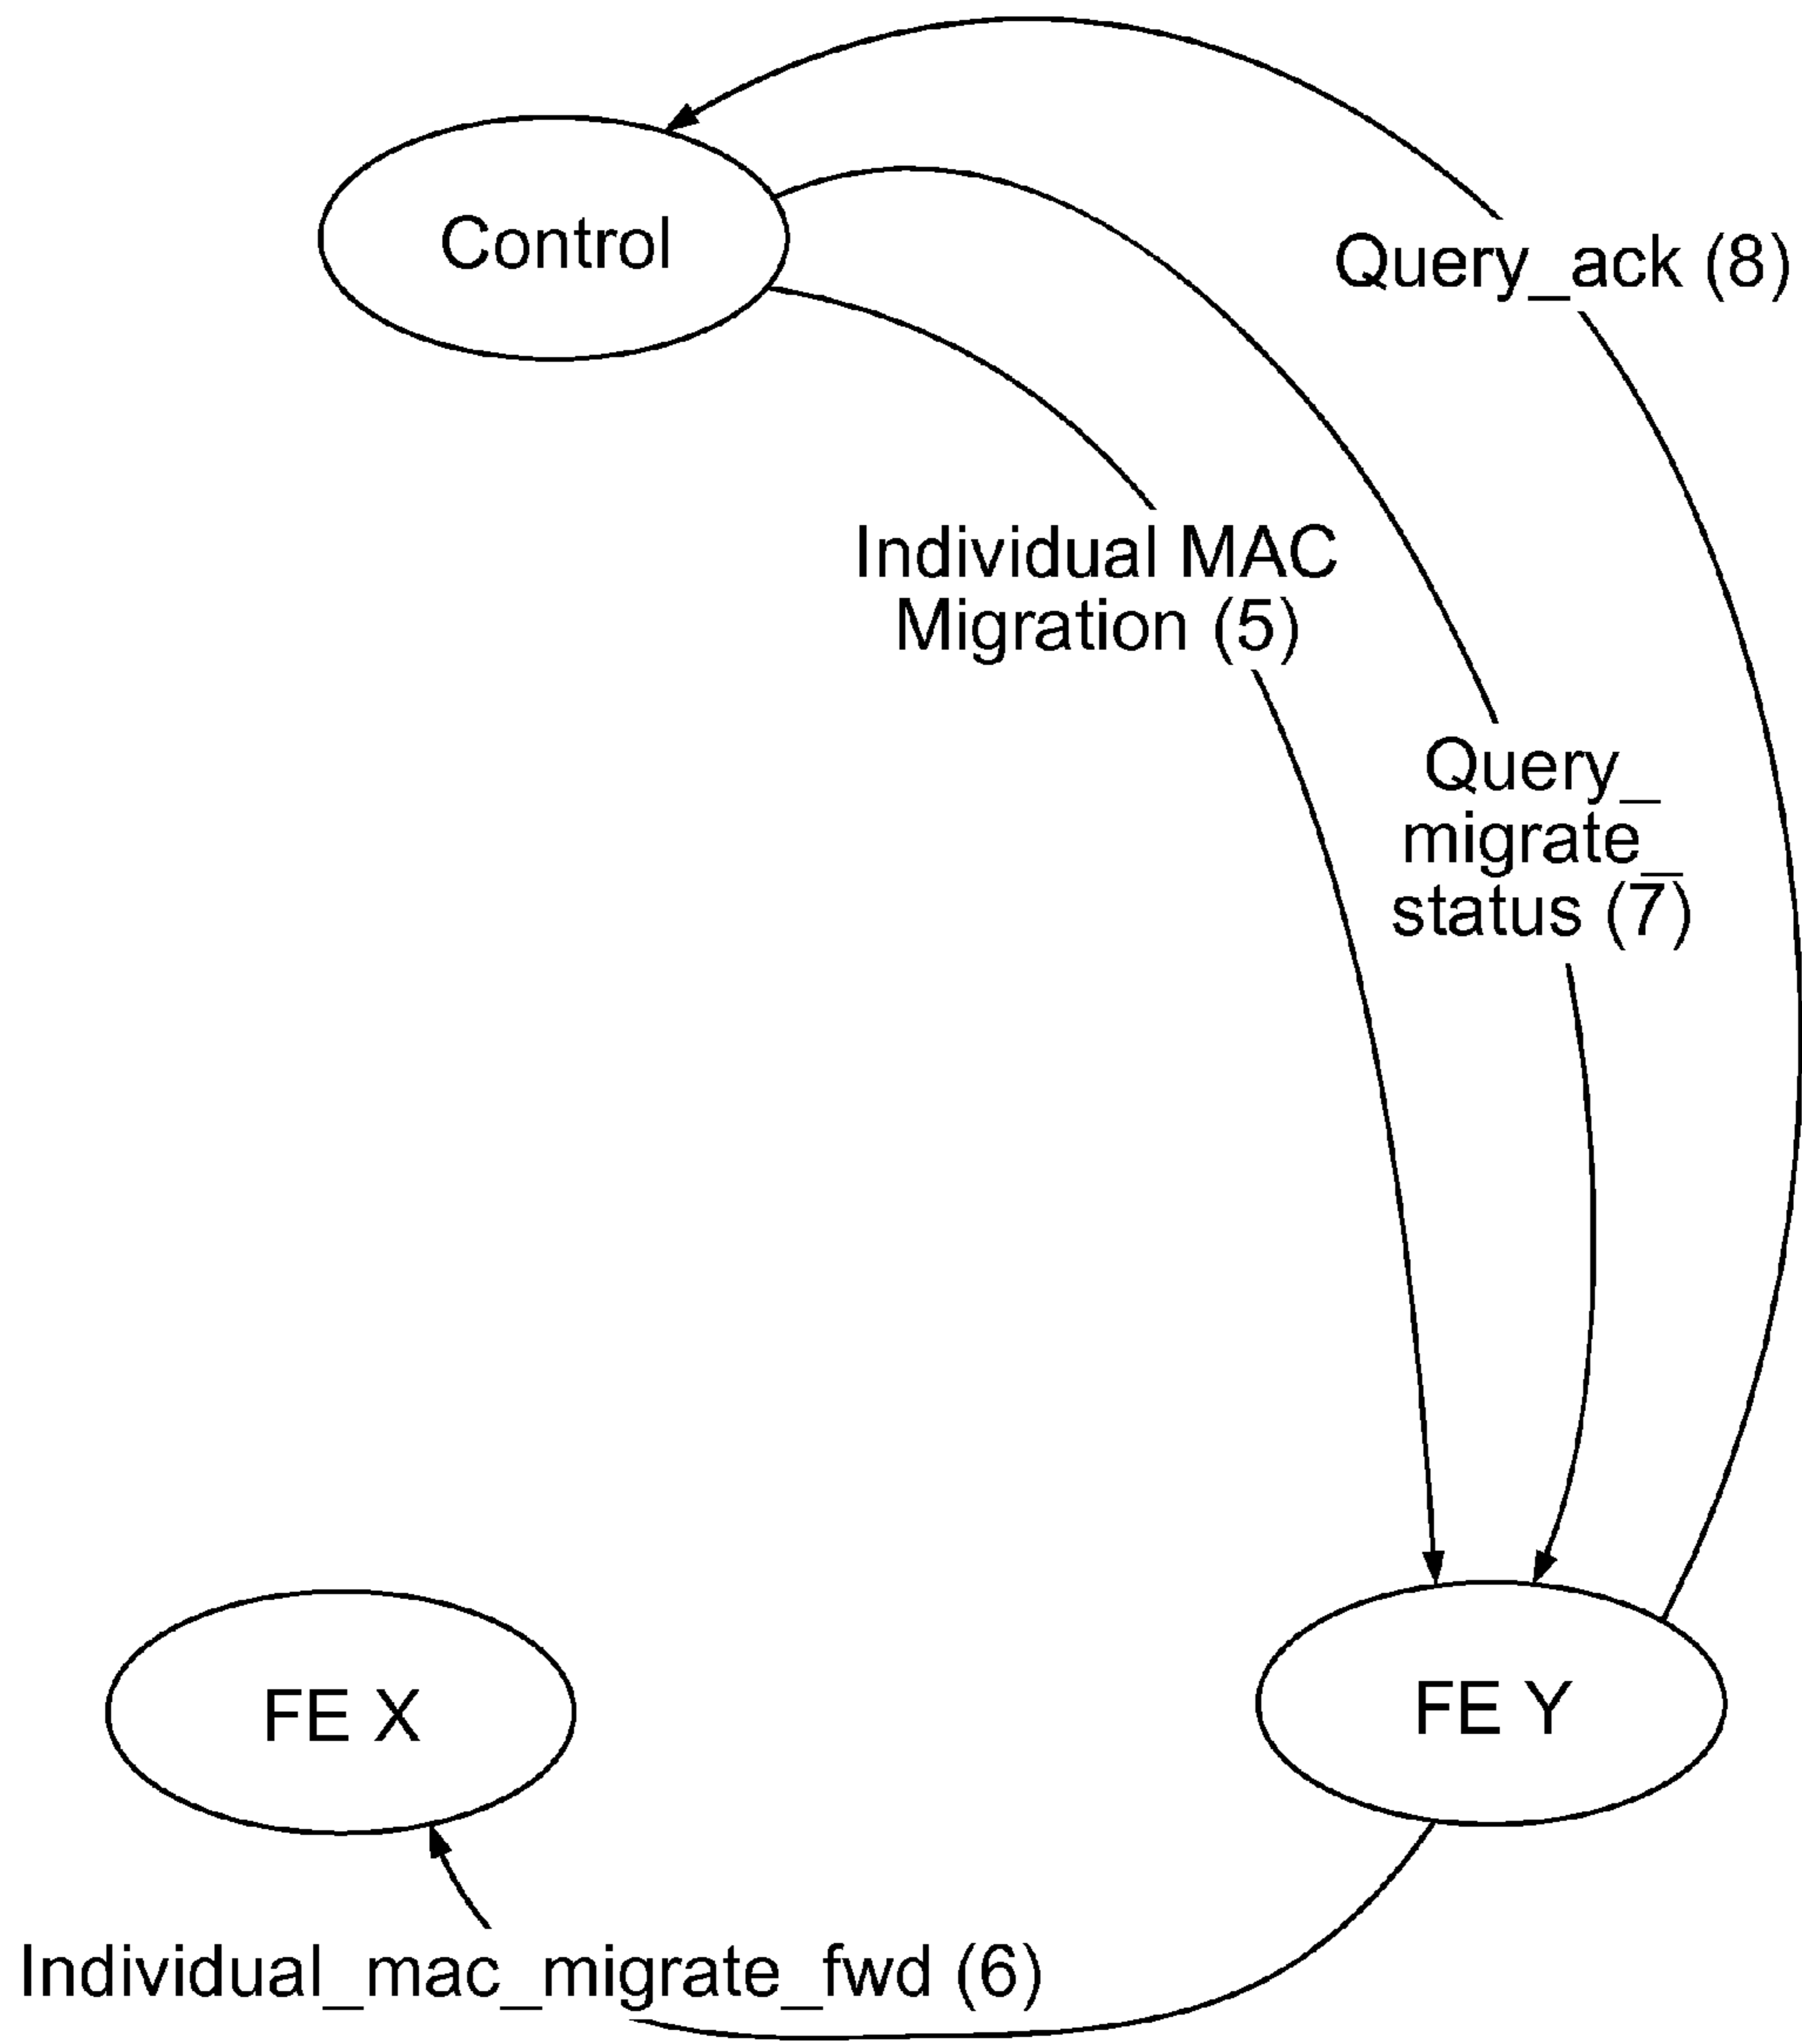 Control
Query_ack (8)
Individual MAC
Migration (5)
Query_
migrate_
status (7)
FE X
FE Y
Individual_mac_migrate_fwd (6)